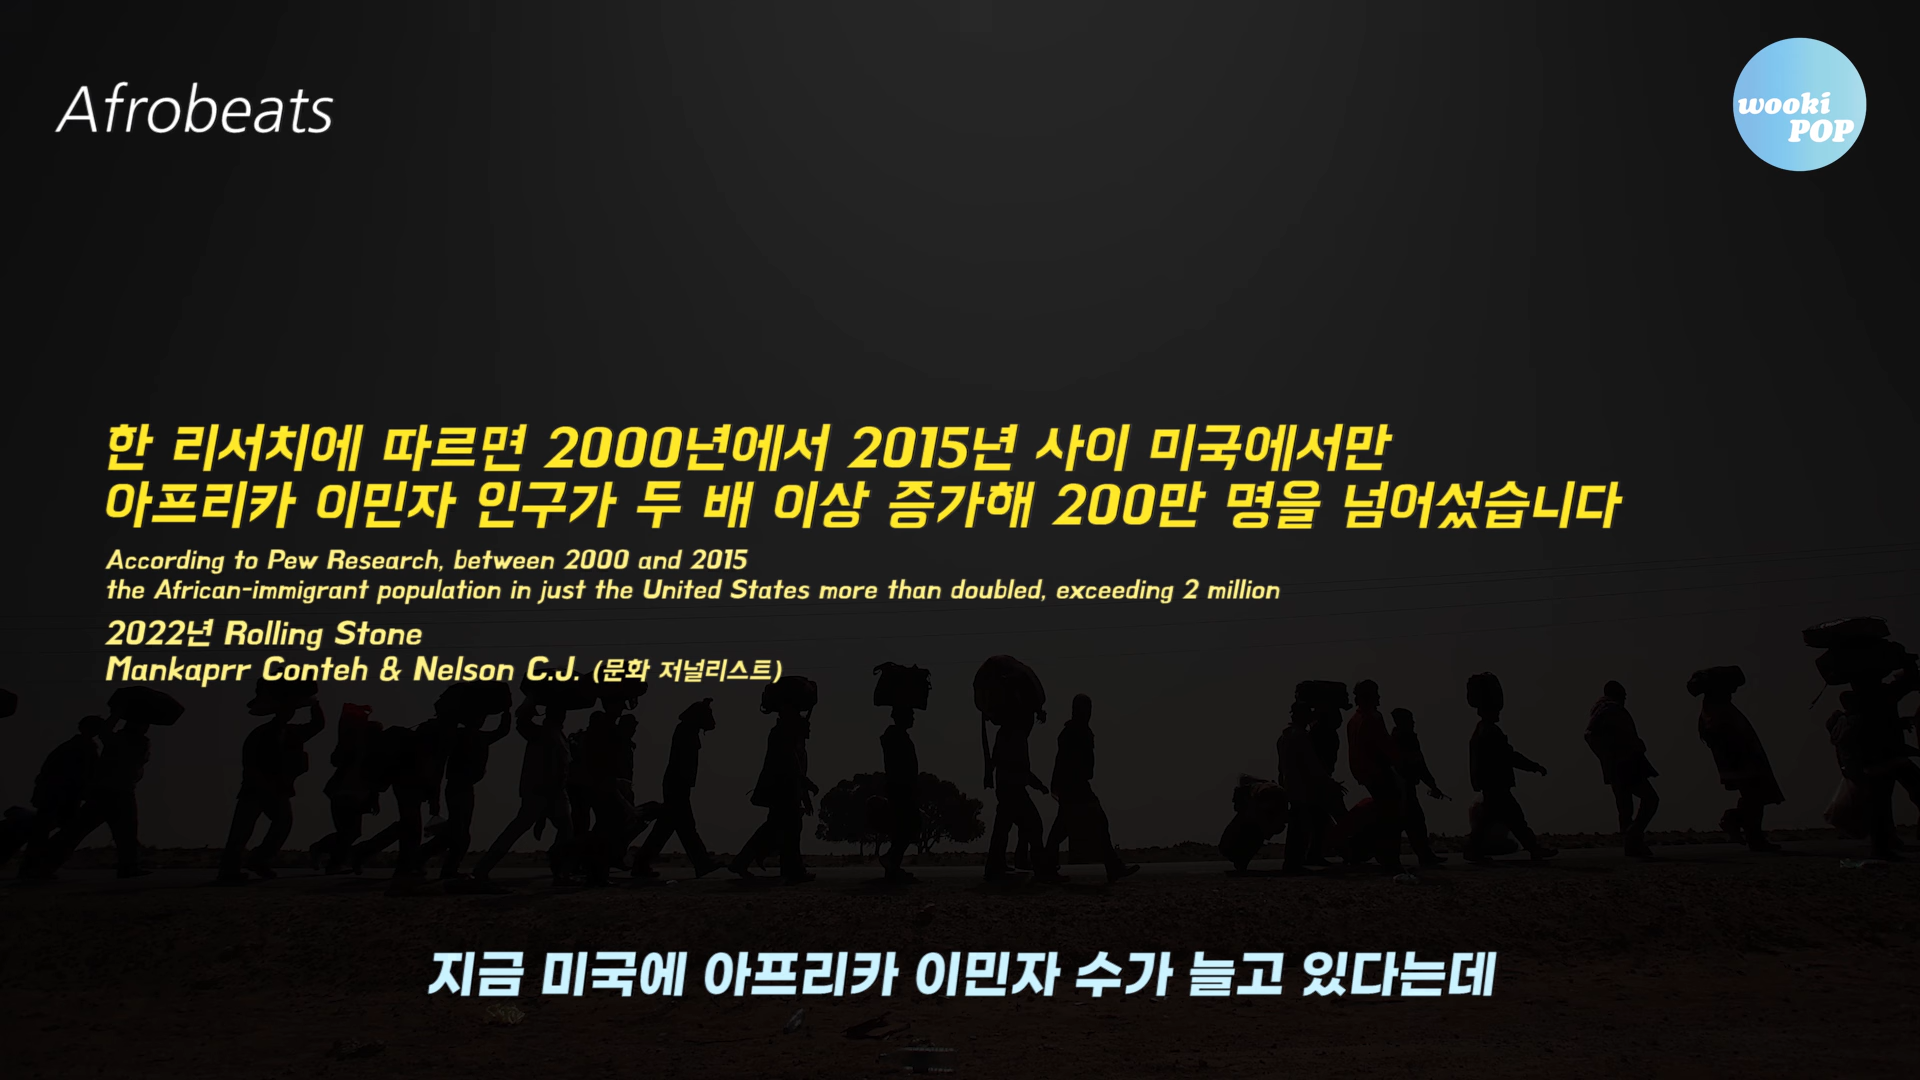 Afrobeats
wooki
POP
한 리서치에 따르면 2000년에서 2015년 사이 미국에서만
아프리카 이민자 인구가 두 배 이상 증가해 200만 명을 넘어섰습니다
According to Pew Research, between 2000 and 2015
the African-immigrant population in just the United States more than doubled, exceeding 2 million
2022년 Rolling Stone
Mankaprr Conteh & Nelson C.J. (문화 저널리스트)
지금 미국에 아프리카 이민자 수가 늘고 있다는데